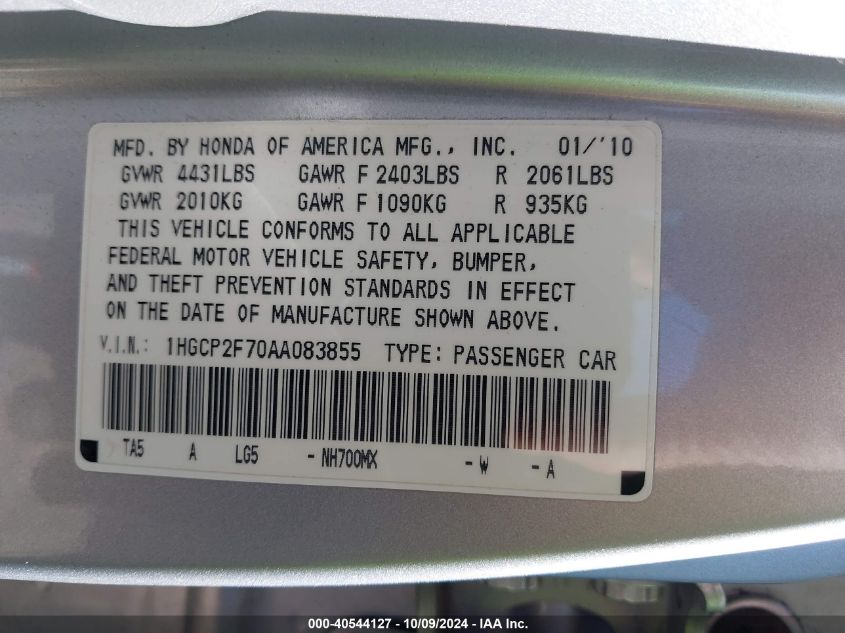 MFD. BY HONDA OF AMERICA MFG., INC. 01/'10
GVWR 4431LBS GAWR F 2403LBS R 2061LBS
GVWR 2010KG GAWR F 1090KG R 935KG
THIS VEHICLE CONFORMS TO ALL APPLICABLE
FEDERAL MOTOR VEHICLE SAFETY, BUMPER,
AND THEFT PREVENTION STANDARDS IN EFFECT
ON THE DATE OF MANUFACTURE SHOWN ABOVE.
V.I.N.: 1HGCP2F70AA083855 TYPE: PASSENGER CAR
TA5 A LG5 - NH700MX - W - A
000-40544127 - 10/09/2024 - IAA Inc.